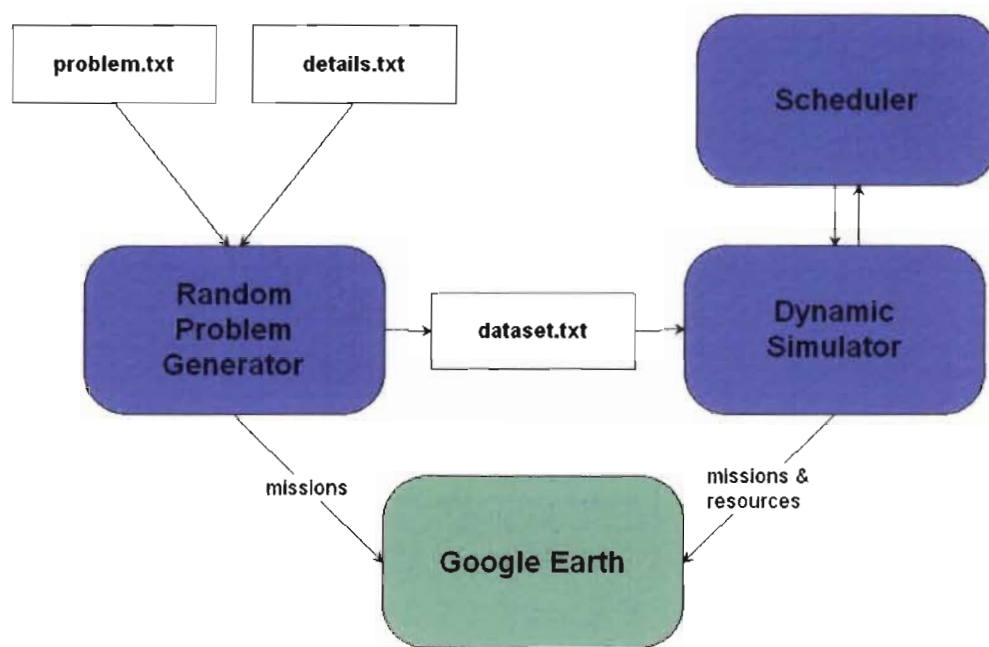 problem.txt
details.txt
Scheduler
Random
Problem
Generator
dataset.txt
Dynamic
Simulator
missions
missions &
resources
Google Earth